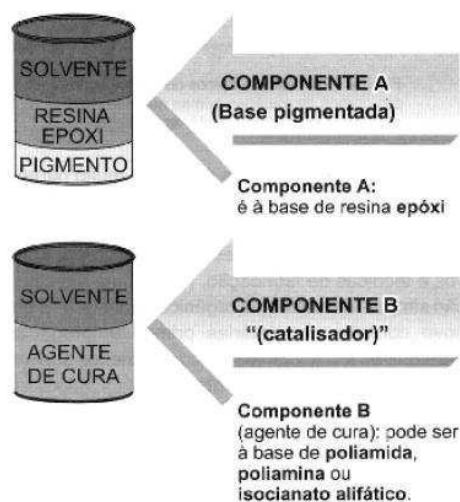 SOLVENTE
RESINA
EPOXI
PIGMENTO
COMPONENTE A
(Base pigmentada)
Componente A:
é à base de resina epóxi
SOLVENTE
AGENTE
DE CURA
COMPONENTE B
“(catalisador)”
Componente B
(agente de cura): pode ser
à base de poliamida,
poliamina ou
isocianato alifático.